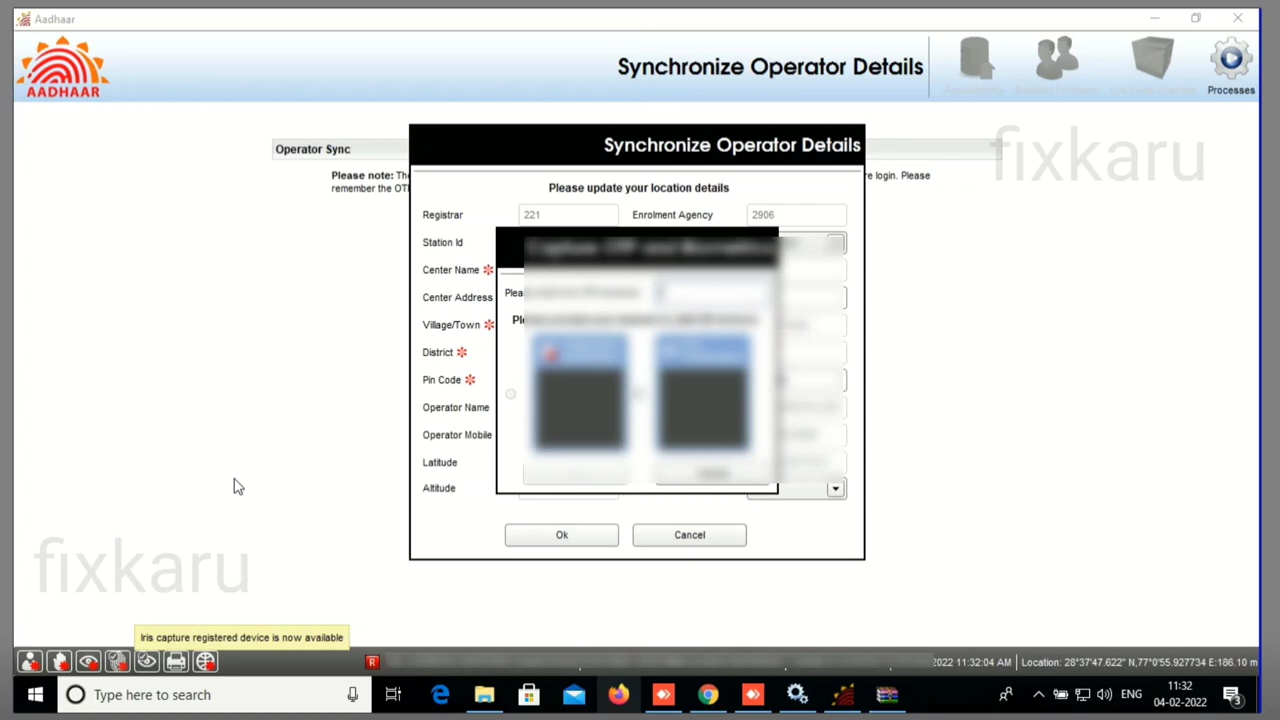 Aadhaar
AADHAAR
Synchronize Operator Details
Processes
fixkaru
Operator Sync
Synchronize Operator Details
Please note: The
re login. Please
remember the OTP
Please update your location details
Registrar 221 Enrolment Agency 2906
Station Id
Center Name *
Center Address
Village/Town *
District *
Pin Code *
Operator Name
Operator Mobile
Latitude
Altitude
Ok Cancel
fixkaru
Iris capture registered device is now available
R
2022 11:32:04 AM Location: 28°37'47.622" N,77°0'55.927734 E:186.10 m
Type here to search
ENG
11:32
04-02-2022
3